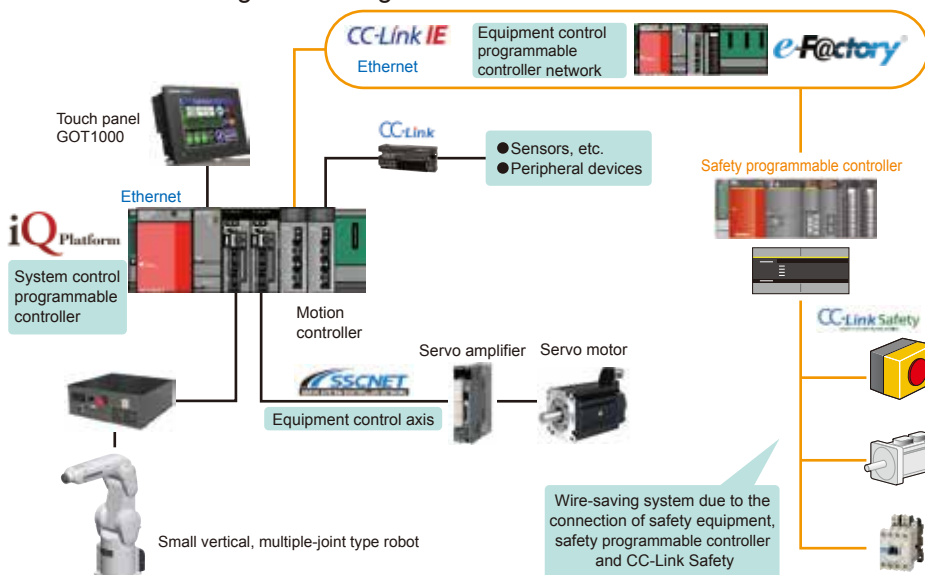 CC-Link IE
Ethernet
Equipment control
programmable
controller network
e-F@ctory
Touch panel
GOT1000
CC-Link
●Sensors, etc.
●Peripheral devices
Safety programmable controller
Ethernet
iQ Platform
System control
programmable
controller
Motion
controller
CC-Link Safety
Servo amplifier
Servo motor
SSCNET
Equipment control axis
Wire-saving system due to the
connection of safety equipment,
safety programmable controller
and CC-Link Safety
Small vertical, multiple-joint type robot